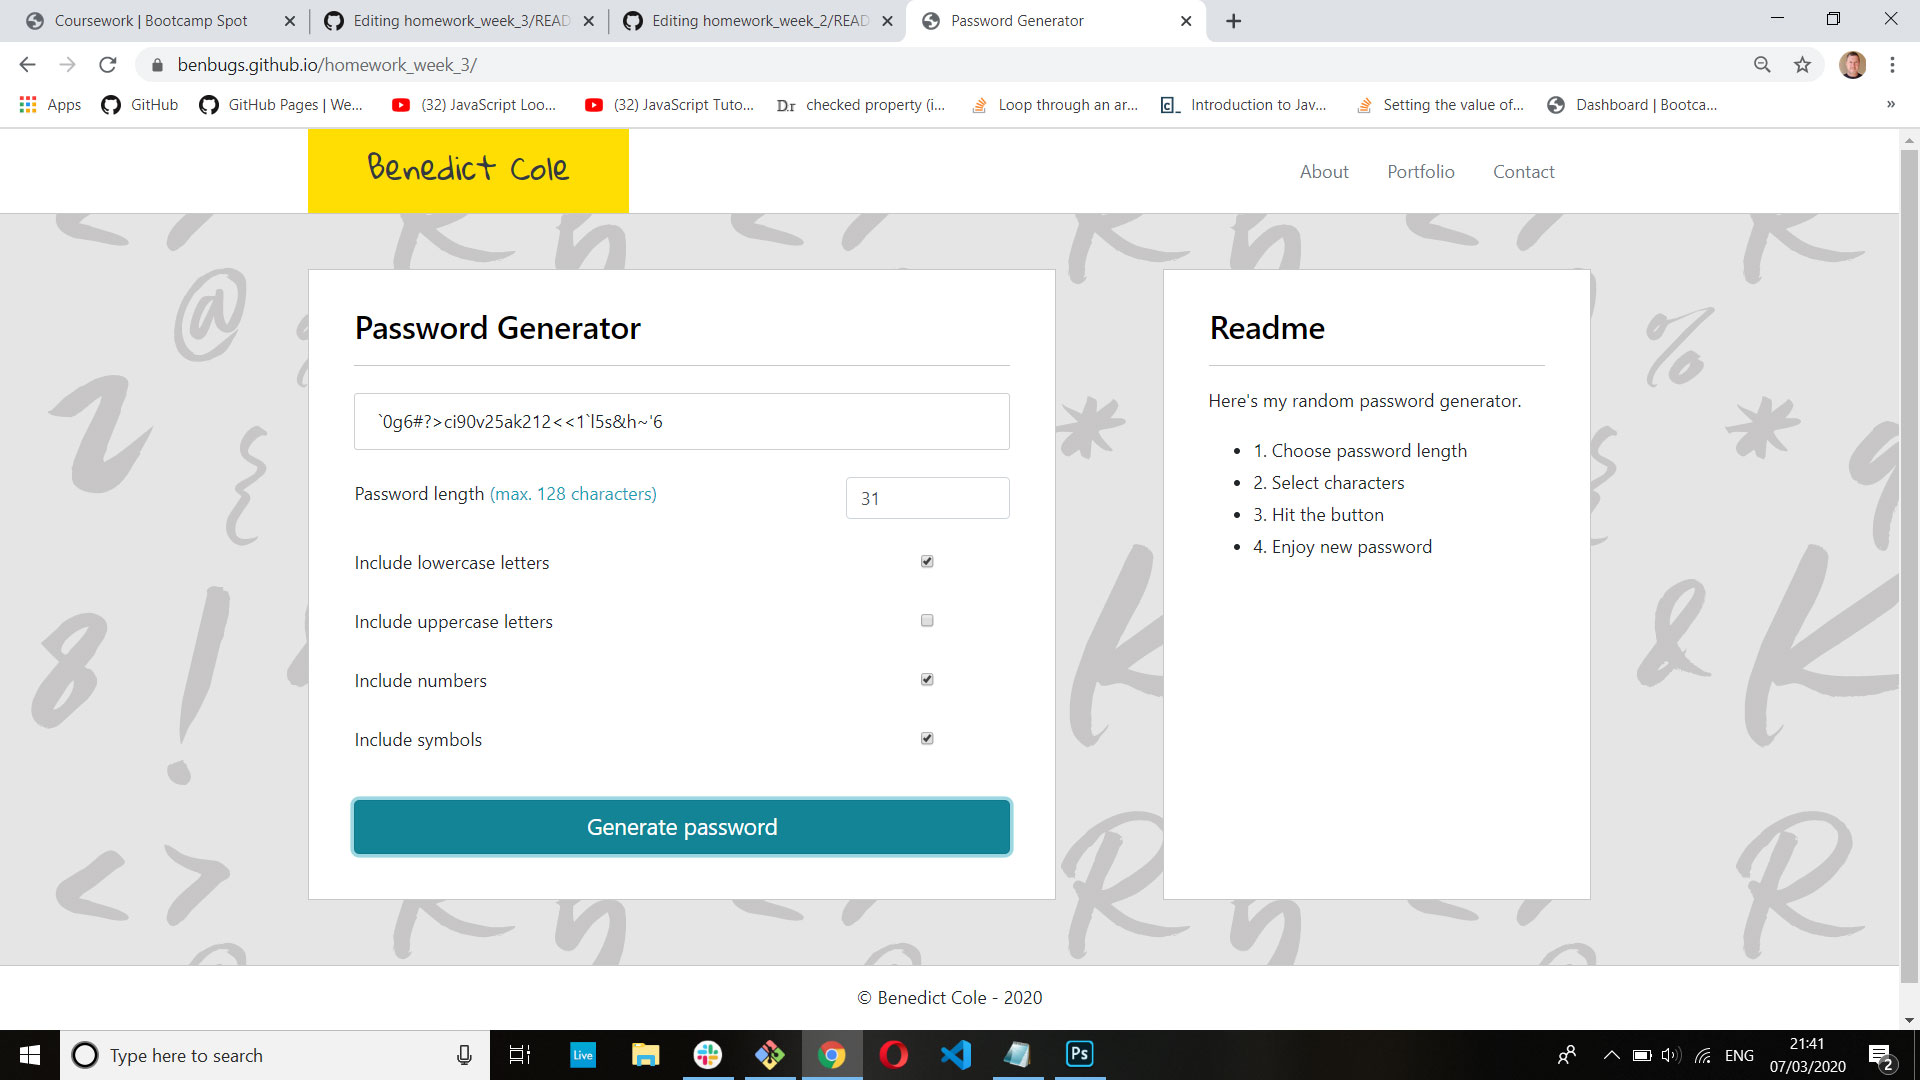 Coursework | Bootcamp Spot
Editing homework_week_3/READ
Editing homework_week_2/READ
Password Generator
benbugs.github.io/homework_week_3/
Apps
GitHub
GitHub Pages | We...
(32) JavaScript Loo...
(32) JavaScript Tuto...
D.r
checked property (i...
Loop through an ar...
c_
Introduction to Jav...
Setting the value of...
Dashboard | Bootca...
»
Benedict Cole
About
Portfolio
Contact
Password Generator
`0g6#?>ci90v25ak212<<1`l5s&h~'6
Password length (max. 128 characters)
31
Include lowercase letters
Include uppercase letters
Include numbers
Include symbols
Generate password
Readme
Here's my random password generator.
• 1. Choose password length
• 2. Select characters
• 3. Hit the button
• 4. Enjoy new password
© Benedict Cole - 2020
Type here to search
Live
Ps
ENG
21:41
07/03/2020
2